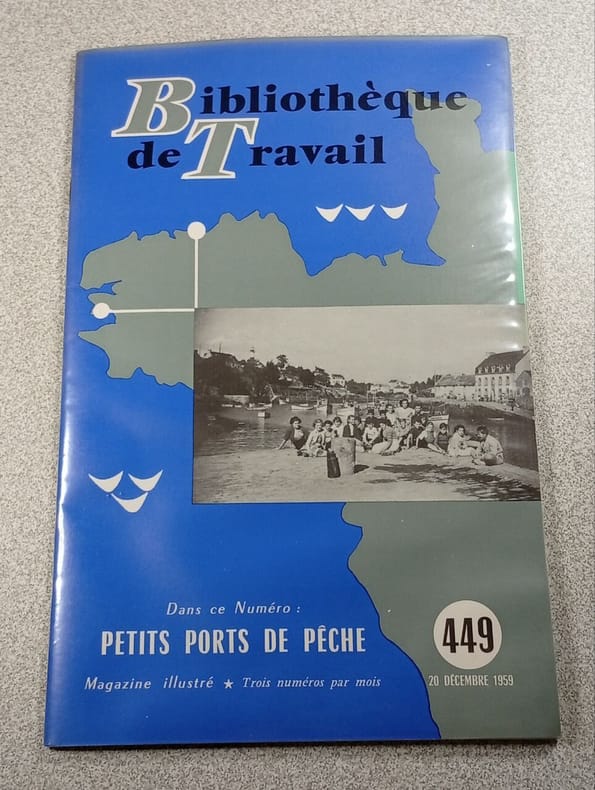 Bibliothèque
de Travail
Dans ce Numéro :
PETITS PORTS DE PÊCHE
Magazine illustré ★ Trois numéros par mois
449
20 DÉCEMBRE 1959